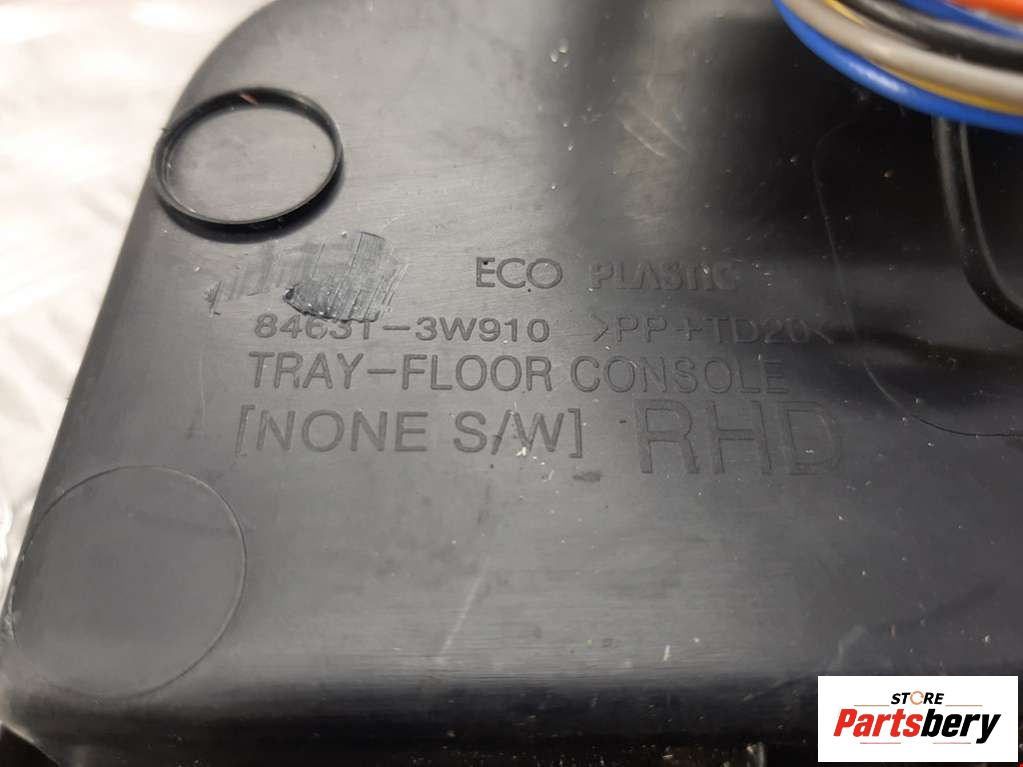 ECO PLASTIC
84631-3W910 >PP+TD20<
TRAY-FLOOR CONSOLE
[NONE S/W] RHD
STORE
Partsbery